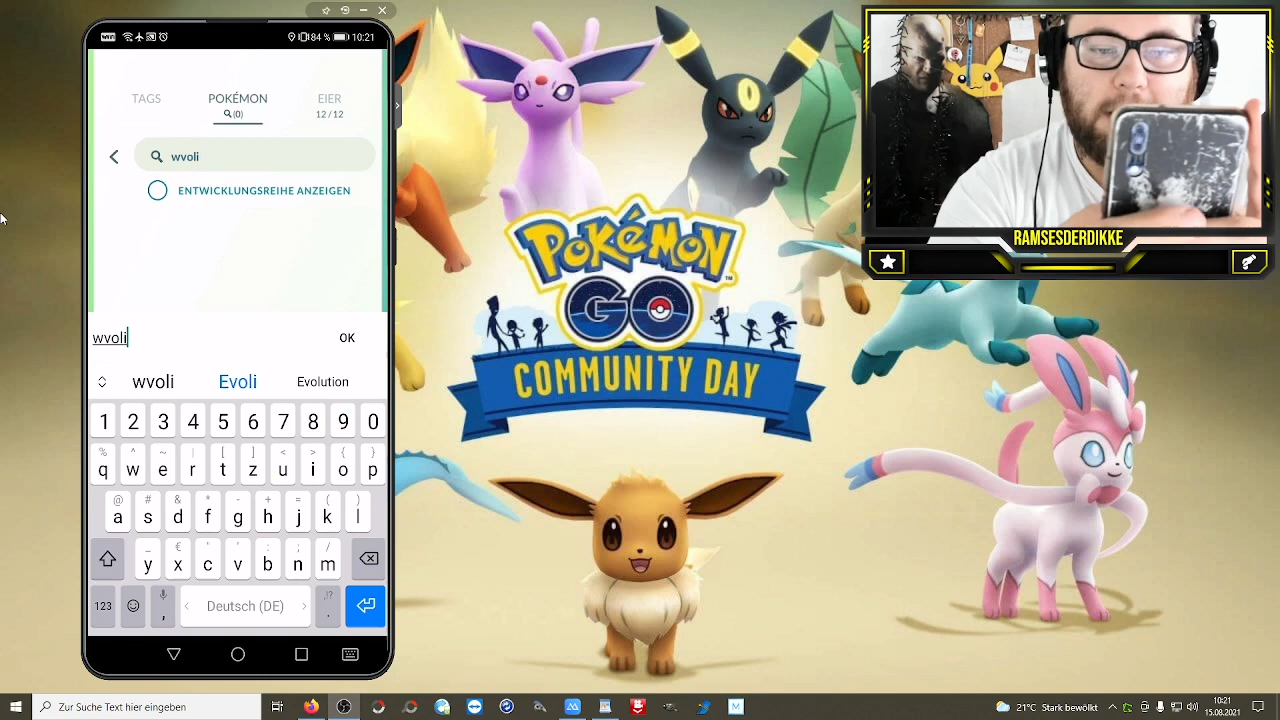 WiFi 84 % 10:21
TAGS POKÉMON EIER
(0) 12 / 12
wvoli
ENTWICKLUNGSREIHE ANZEIGEN
wvoli OK
wvoli Evoli Evolution
1 2 3 4 5 6 7 8 9 0
% ^ ~ | [ ] < > { }
q w e r t z u i o p
@ # & * - + = ( )
a s d f g h j k l
_ € " ' : ; /
y x c v b n m
,!?
123 , Deutsch (DE) .
POKÉMON
GO
COMMUNITY DAY
RAMSESDERDIKKE
Zur Suche Text hier eingeben
M
21°C Stark bewölkt
10:21
15.08.2021